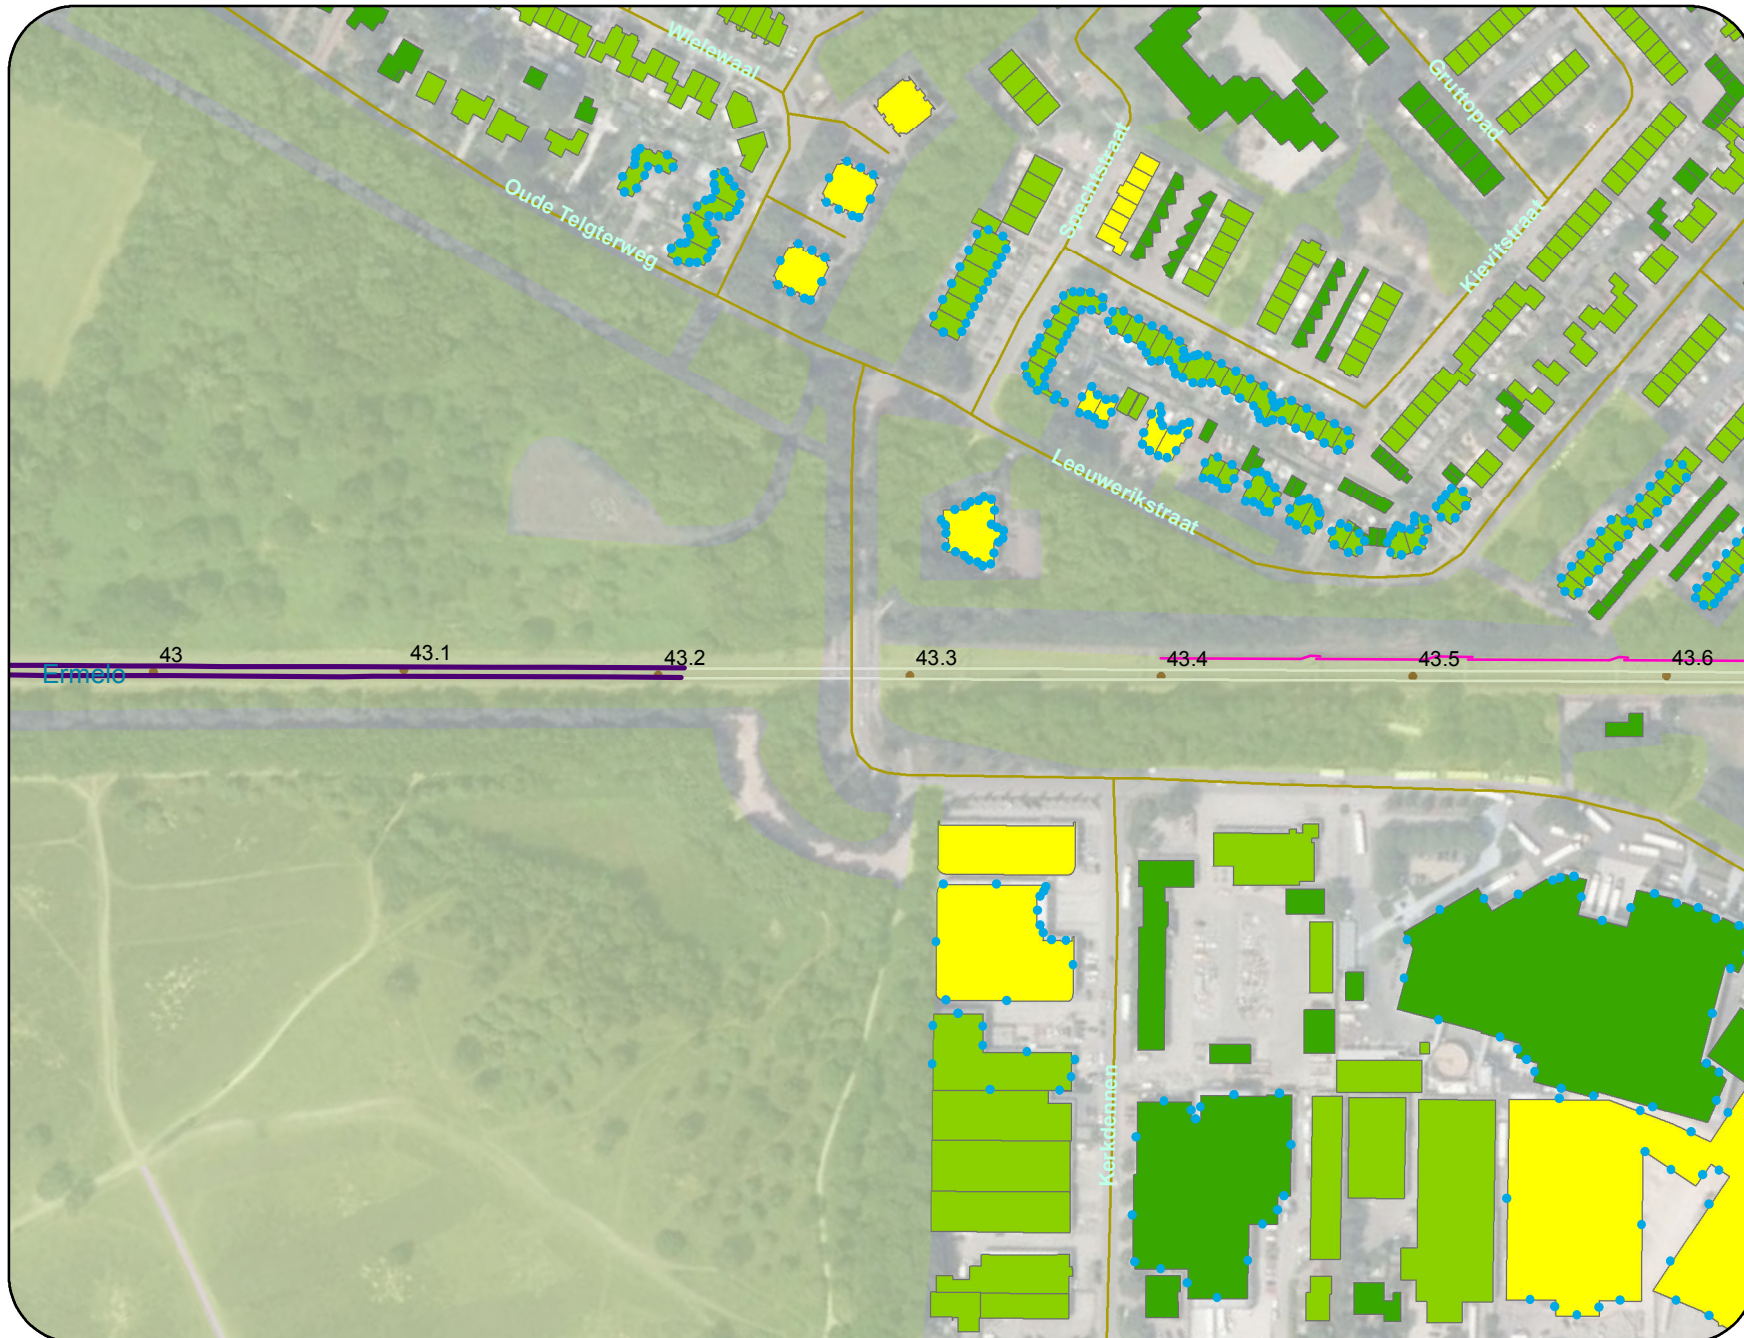 Wielewaal
Gruttopad
Spechtstraat
Oude Telgterweg
Kievitstraat
Leeuwerikstraat
43
43.1
43.2
43.3
43.4
43.5
43.6
Ermelo
Kerkdennen